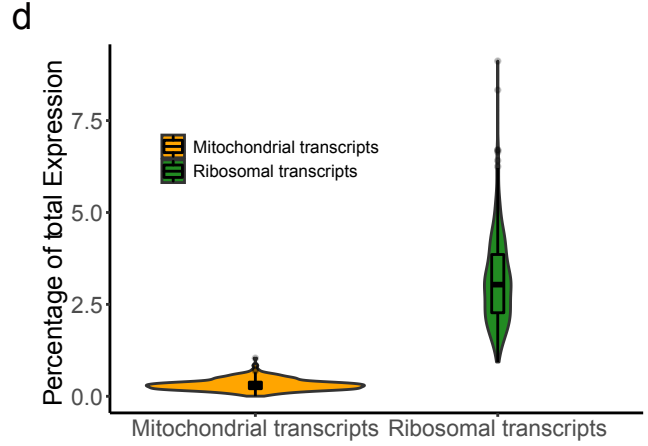 d
Percentage of total Expression
7.5
5.0
2.5
0.0
Mitochondrial transcripts
Ribosomal transcripts
Mitochondrial transcripts Ribosomal transcripts